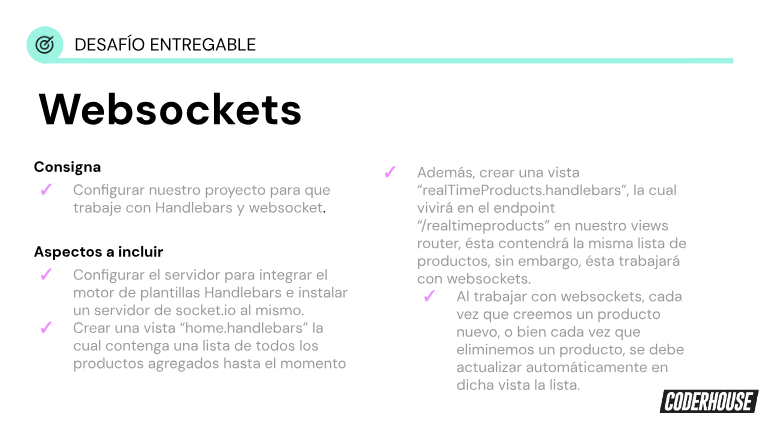 DESAFÍO ENTREGABLE
Websockets
Consigna
✓ Configurar nuestro proyecto para que
trabaje con Handlebars y websocket.
Aspectos a incluir
✓ Configurar el servidor para integrar el
motor de plantillas Handlebars e instalar
un servidor de socket.io al mismo.
✓ Crear una vista “home.handlebars” la
cual contenga una lista de todos los
productos agregados hasta el momento
✓ Además, crear una vista
“realTimeProducts.handlebars”, la cual
vivirá en el endpoint
“/realtimeproducts” en nuestro views
router, ésta contendrá la misma lista de
productos, sin embargo, ésta trabajará
con websockets.
✓ Al trabajar con websockets, cada
vez que creemos un producto
nuevo, o bien cada vez que
eliminemos un producto, se debe
actualizar automáticamente en
dicha vista la lista.
CODERHOUSE